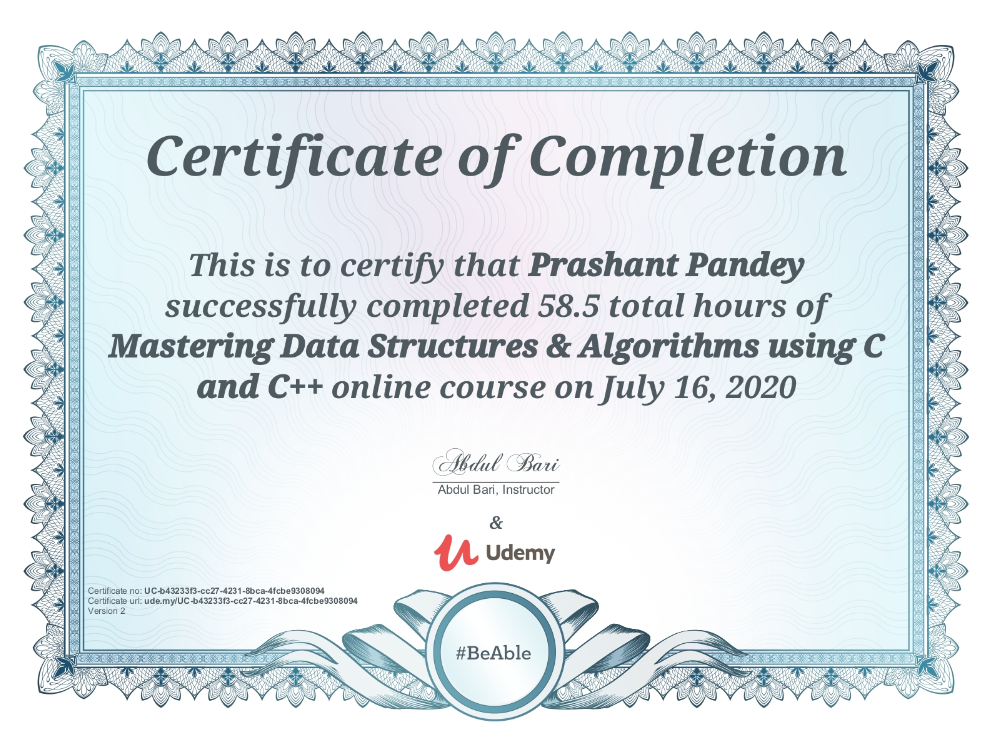 Certificate of Completion
This is to certify that Prashant Pandey
successfully completed 58.5 total hours of
Mastering Data Structures & Algorithms using C
and C++ online course on July 16, 2020
Abdul Bari
Abdul Bari, Instructor
&
Udemy
Certificate no: UC-b43233f3-cc27-4231-8bca-4fcbe9308094
Certificate url: ude.my/UC-b43233f3-cc27-4231-8bca-4fcbe9308094
Version 2
#BeAble